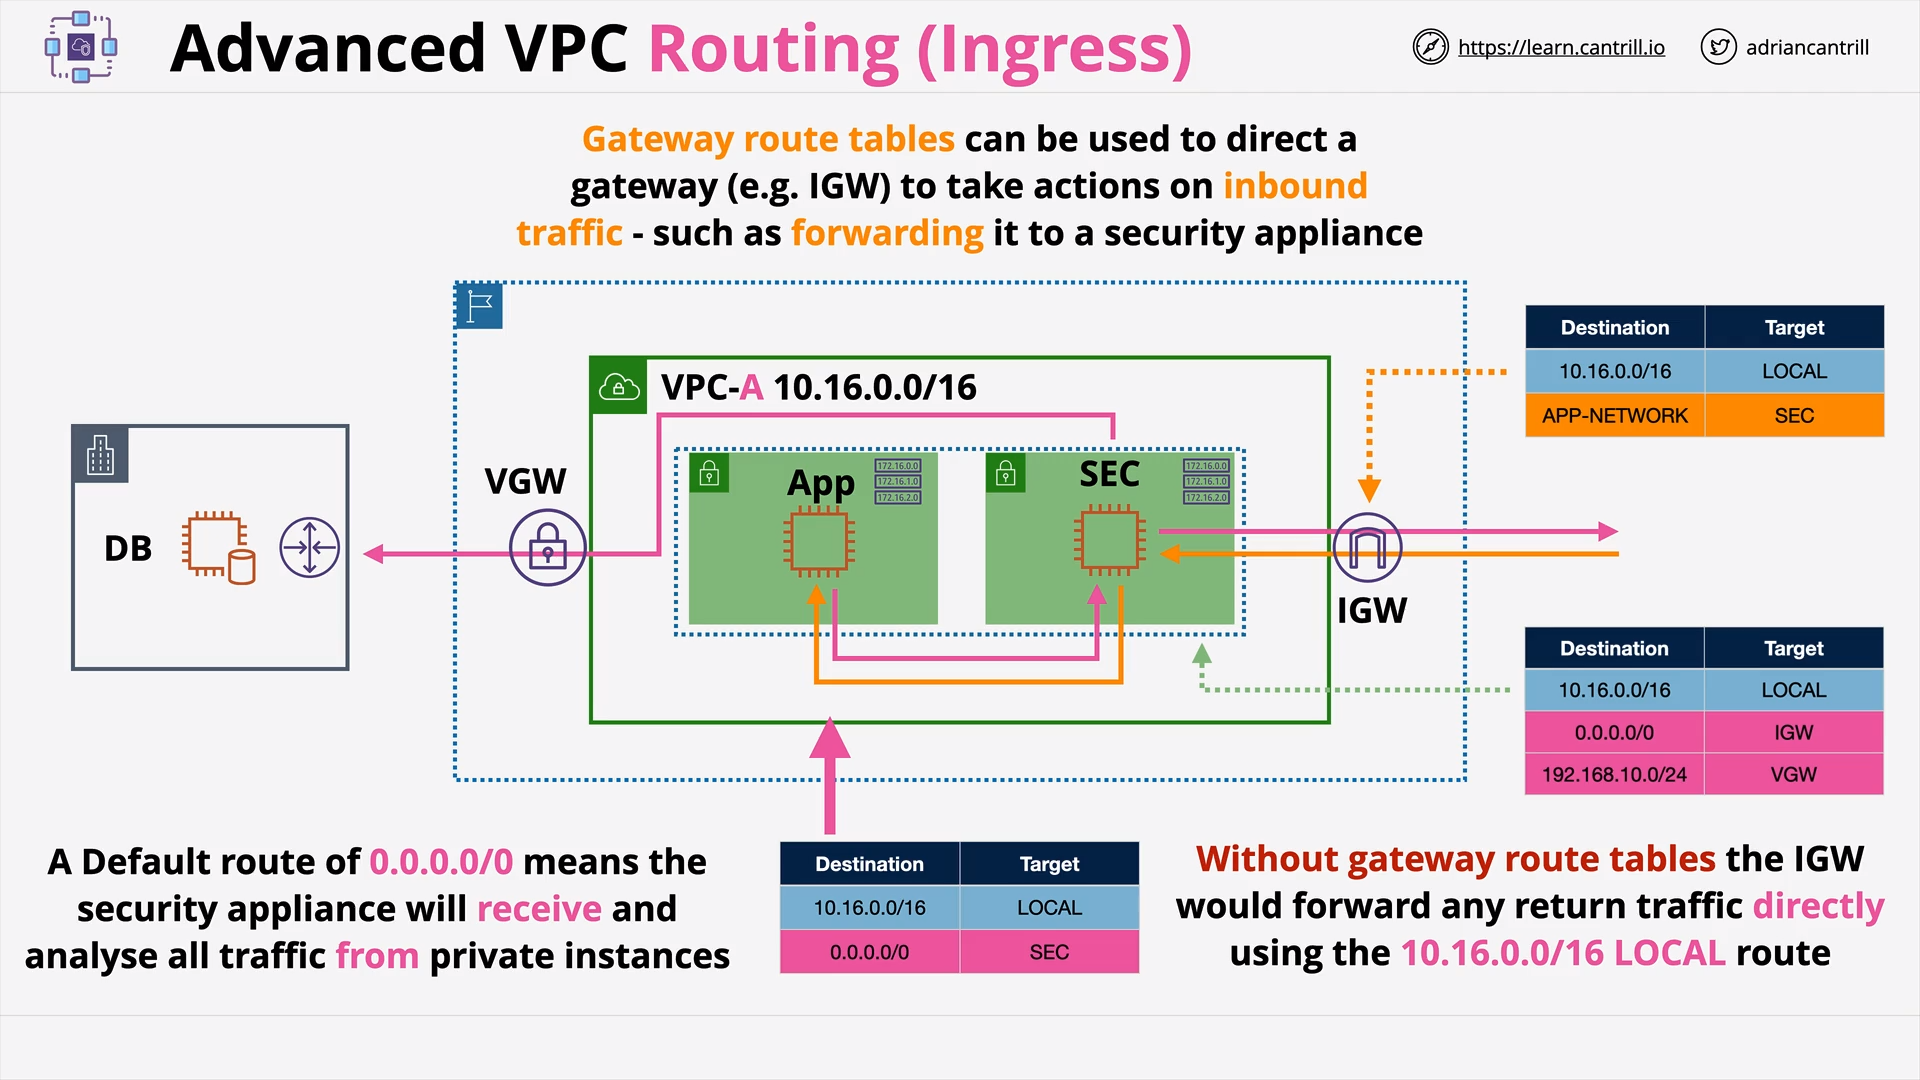 Advanced VPC Routing (Ingress)
https://learn.cantrill.io
adriancantrill
Gateway route tables can be used to direct a
gateway (e.g. IGW) to take actions on inbound
traffic - such as forwarding it to a security appliance
Destination Target
10.16.0.0/16 LOCAL
APP-NETWORK SEC
VPC-A 10.16.0.0/16
VGW
App
172.16.0.0
172.16.1.0
172.16.2.0
SEC
172.16.0.0
172.16.1.0
172.16.2.0
DB
IGW
Destination Target
10.16.0.0/16 LOCAL
0.0.0.0/0 IGW
192.168.10.0/24 VGW
A Default route of 0.0.0.0/0 means the
security appliance will receive and
analyse all traffic from private instances
Destination Target
10.16.0.0/16 LOCAL
0.0.0.0/0 SEC
Without gateway route tables the IGW
would forward any return traffic directly
using the 10.16.0.0/16 LOCAL route